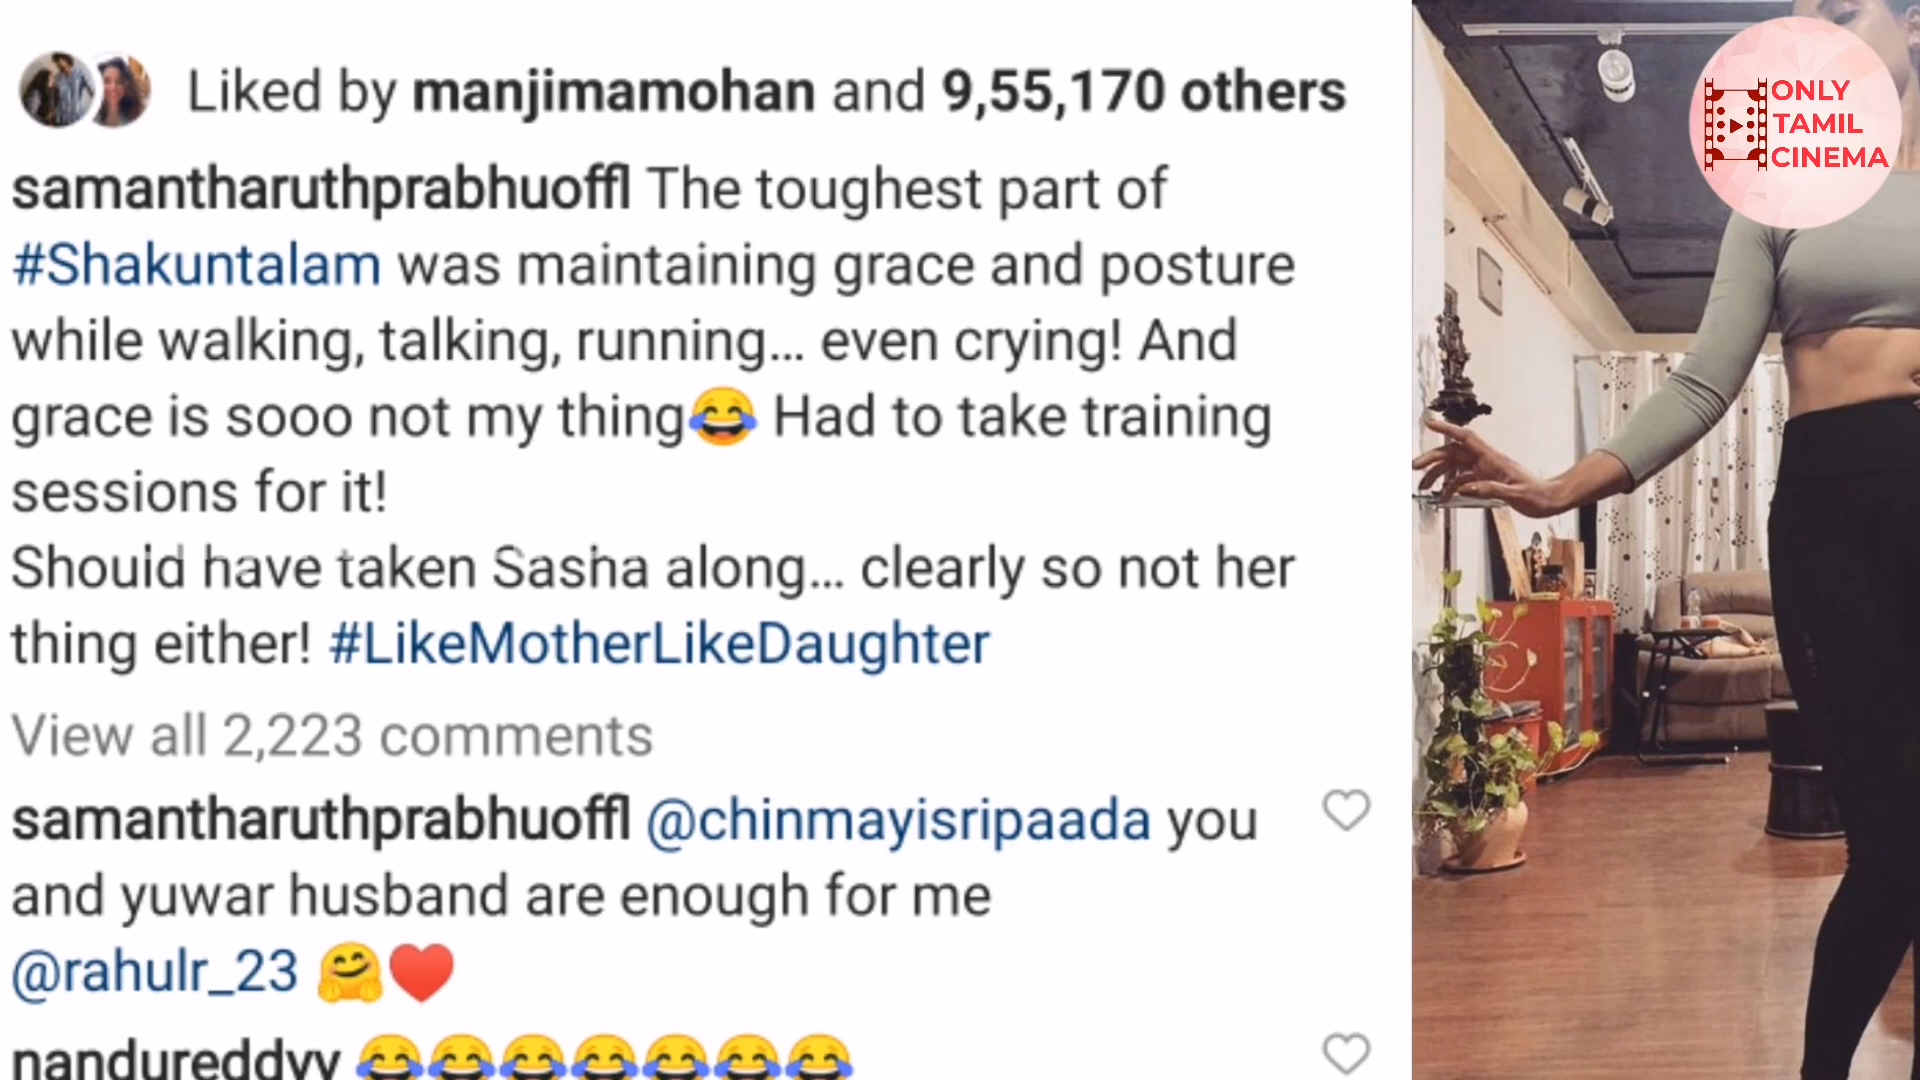 Liked by manjimamohan and 9,55,170 others
samantharuthprabhuoffl The toughest part of
#Shakuntalam was maintaining grace and posture
while walking, talking, running... even crying! And
grace is sooo not my thing😂 Had to take training
sessions for it!
Shouid have taken Sasha along... clearly so not her
thing either! #LikeMotherLikeDaughter
View all 2,223 comments
samantharuthprabhuoffl @chinmayisripaada you
and yuwar husband are enough for me
@rahulr_23 🤗❤️
nandureddyy 😂😂😂😂😂😂😂
ONLY
TAMIL
CINEMA